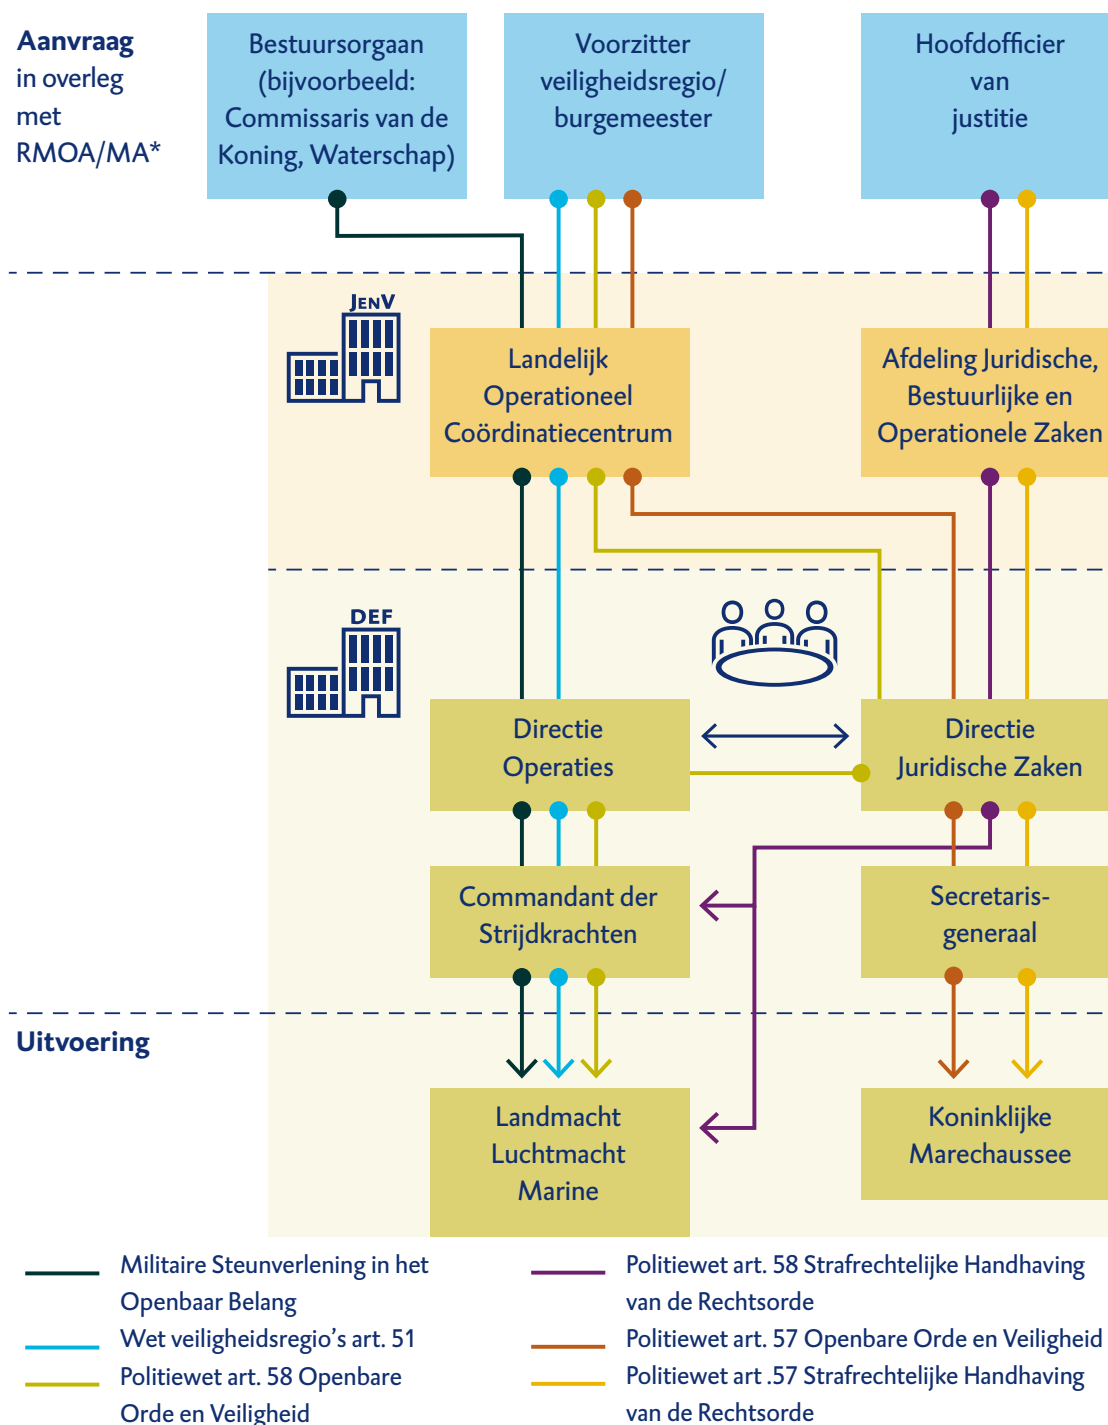 Aanvraag
in overleg
met
RMOA/MA*
Bestuursorgaan
(bijvoorbeeld:
Commissaris van de
Koning, Waterschap)
Voorzitter
veiligheidsregio/
burgemeester
Hoofdofficier
van
justitie
JENV
Landelijk
Operationeel
Coördinatiecentrum
Afdeling Juridische,
Bestuurlijke en
Operationele Zaken
DEF
Directie
Operaties
Directie
Juridische Zaken
Commandant der
Strijdkrachten
Secretaris-
generaal
Uitvoering
Landmacht
Luchtmacht
Marine
Koninklijke
Marechaussee
Militaire Steunverlening in het
Openbaar Belang
Wet veiligheidsregio's art. 51
Politiewet art. 58 Openbare
Orde en Veiligheid
Politiewet art. 58 Strafrechtelijke Handhaving
van de Rechtsorde
Politiewet art. 57 Openbare Orde en Veiligheid
Politiewet art .57 Strafrechtelijke Handhaving
van de Rechtsorde